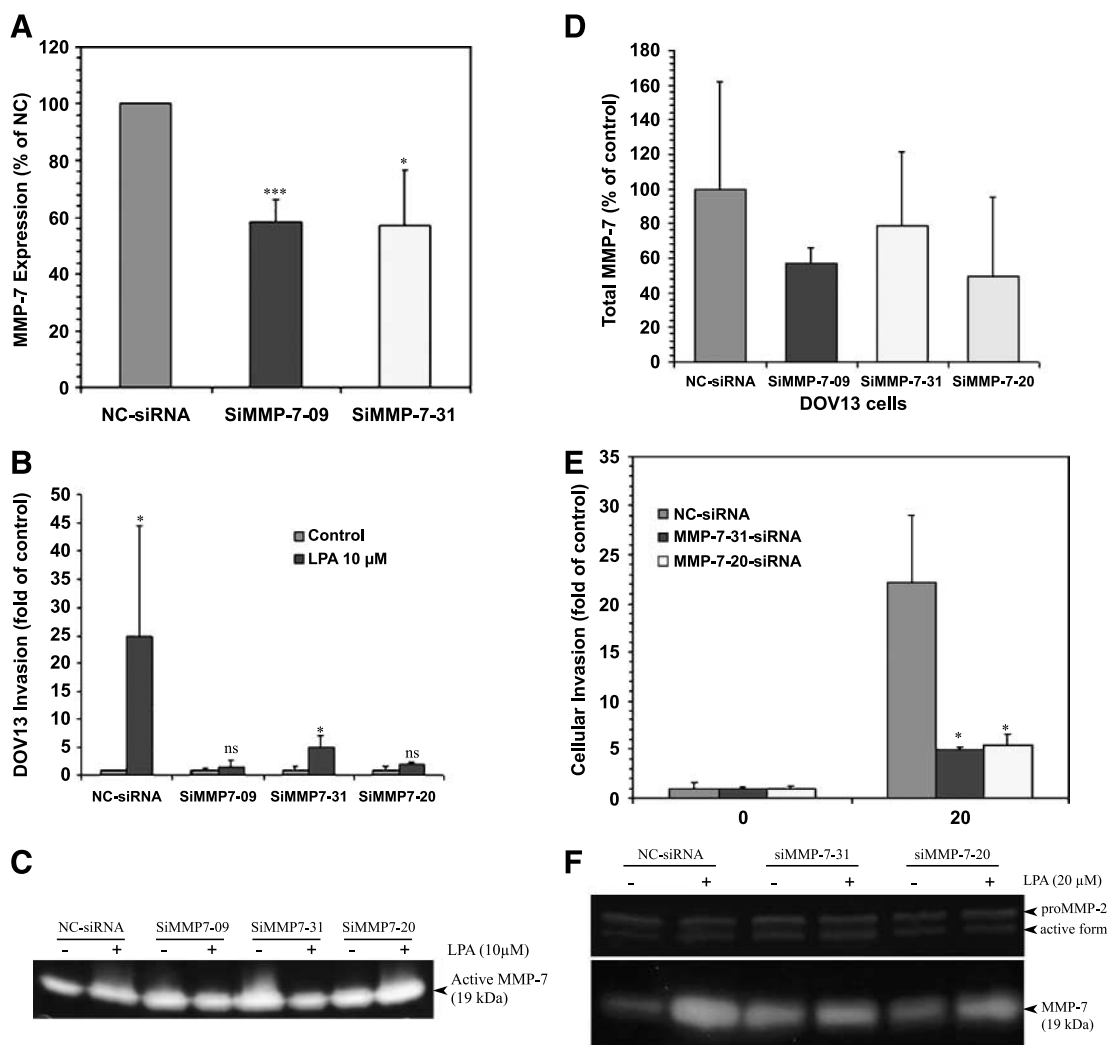 A
MMP-7 Expression (% of NC)
120
100
80
60
40
20
0
***
*
NC-siRNA SiMMP-7-09 SiMMP-7-31
D
Total MMP-7 (% of control)
180
160
140
120
100
80
60
40
20
0
NC-siRNA SiMMP-7-09 SiMMP-7-31 SiMMP-7-20
DOV13 cells
B
DOV13 Invasion (fold of control)
50
45
40
35
30
25
20
15
10
5
0
Control
LPA 10 µM
*
ns
*
ns
NC-siRNA SiMMP7-09 SiMMP7-31 SiMMP7-20
E
Cellular Invasion (fold of control)
35
30
25
20
15
10
5
0
NC-siRNA
MMP-7-31-siRNA
MMP-7-20-siRNA
*
*
0 20
C
NC-siRNA SiMMP7-09 SiMMP7-31 SiMMP7-20
- + - + - + - + LPA (10µM)
Active MMP-7
(19 kDa)
F
NC-siRNA siMMP-7-31 siMMP-7-20
- + - + - + LPA (20 µM)
proMMP-2
active form
MMP-7
(19 kDa)